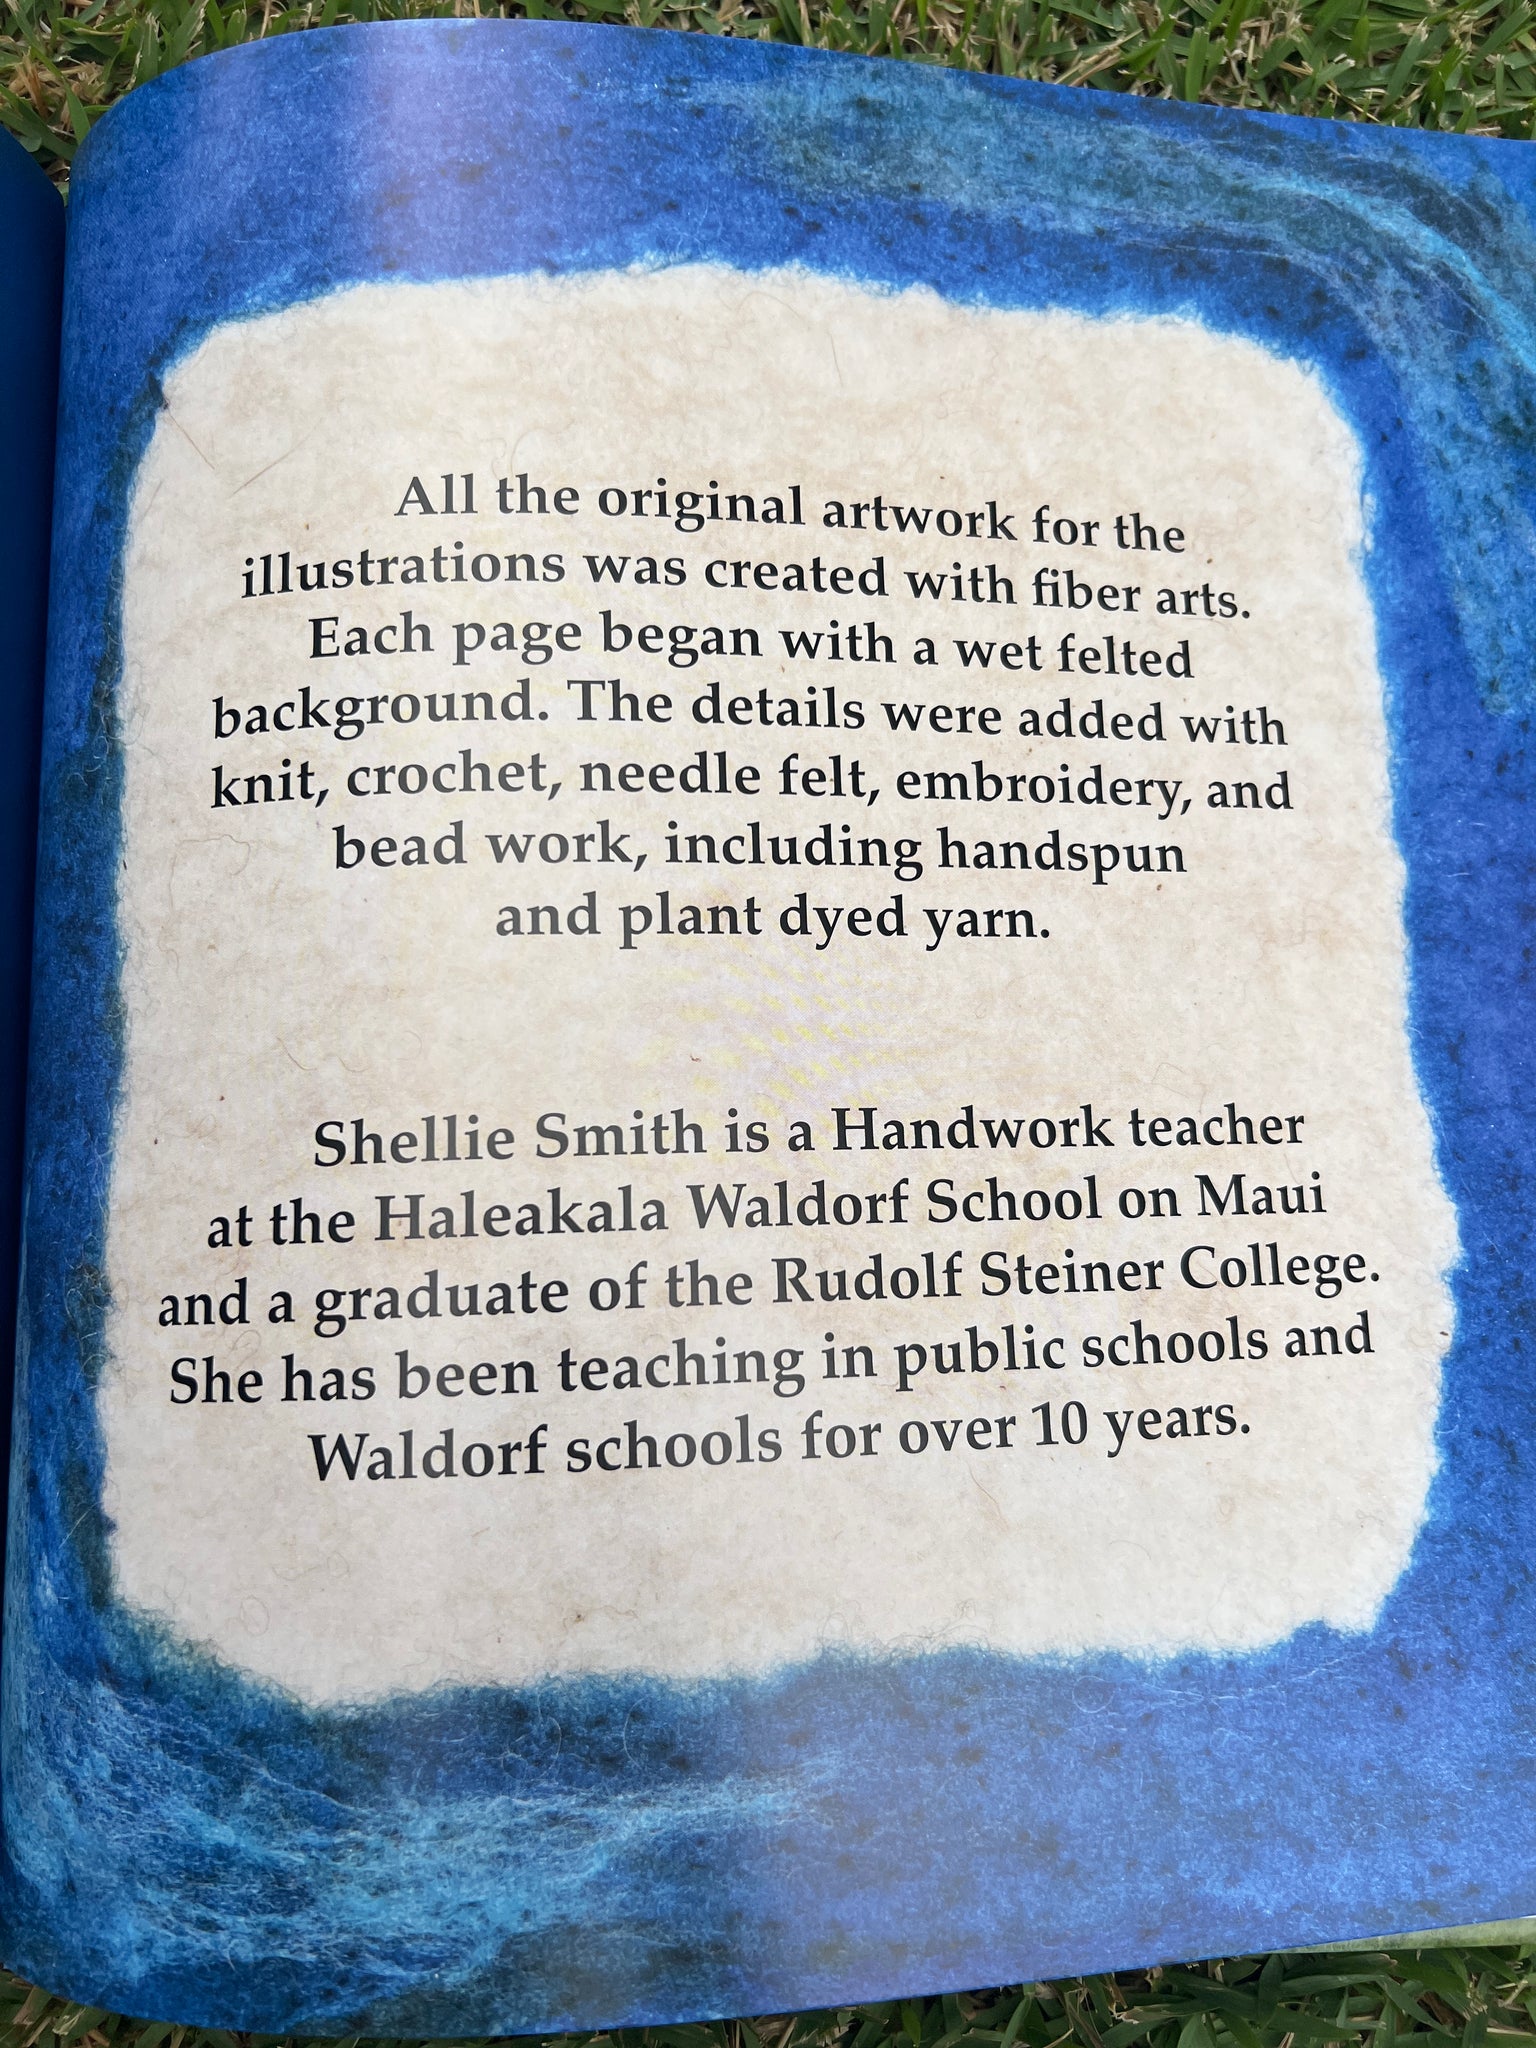 All the original artwork for the
illustrations was created with fiber arts.
Each page began with a wet felted
background. The details were added with
knit, crochet, needle felt, embroidery, and
bead work, including handspun
and plant dyed yarn.
Shellie Smith is a Handwork teacher
at the Haleakala Waldorf School on Maui
and a graduate of the Rudolf Steiner College.
She has been teaching in public schools and
Waldorf schools for over 10 years.